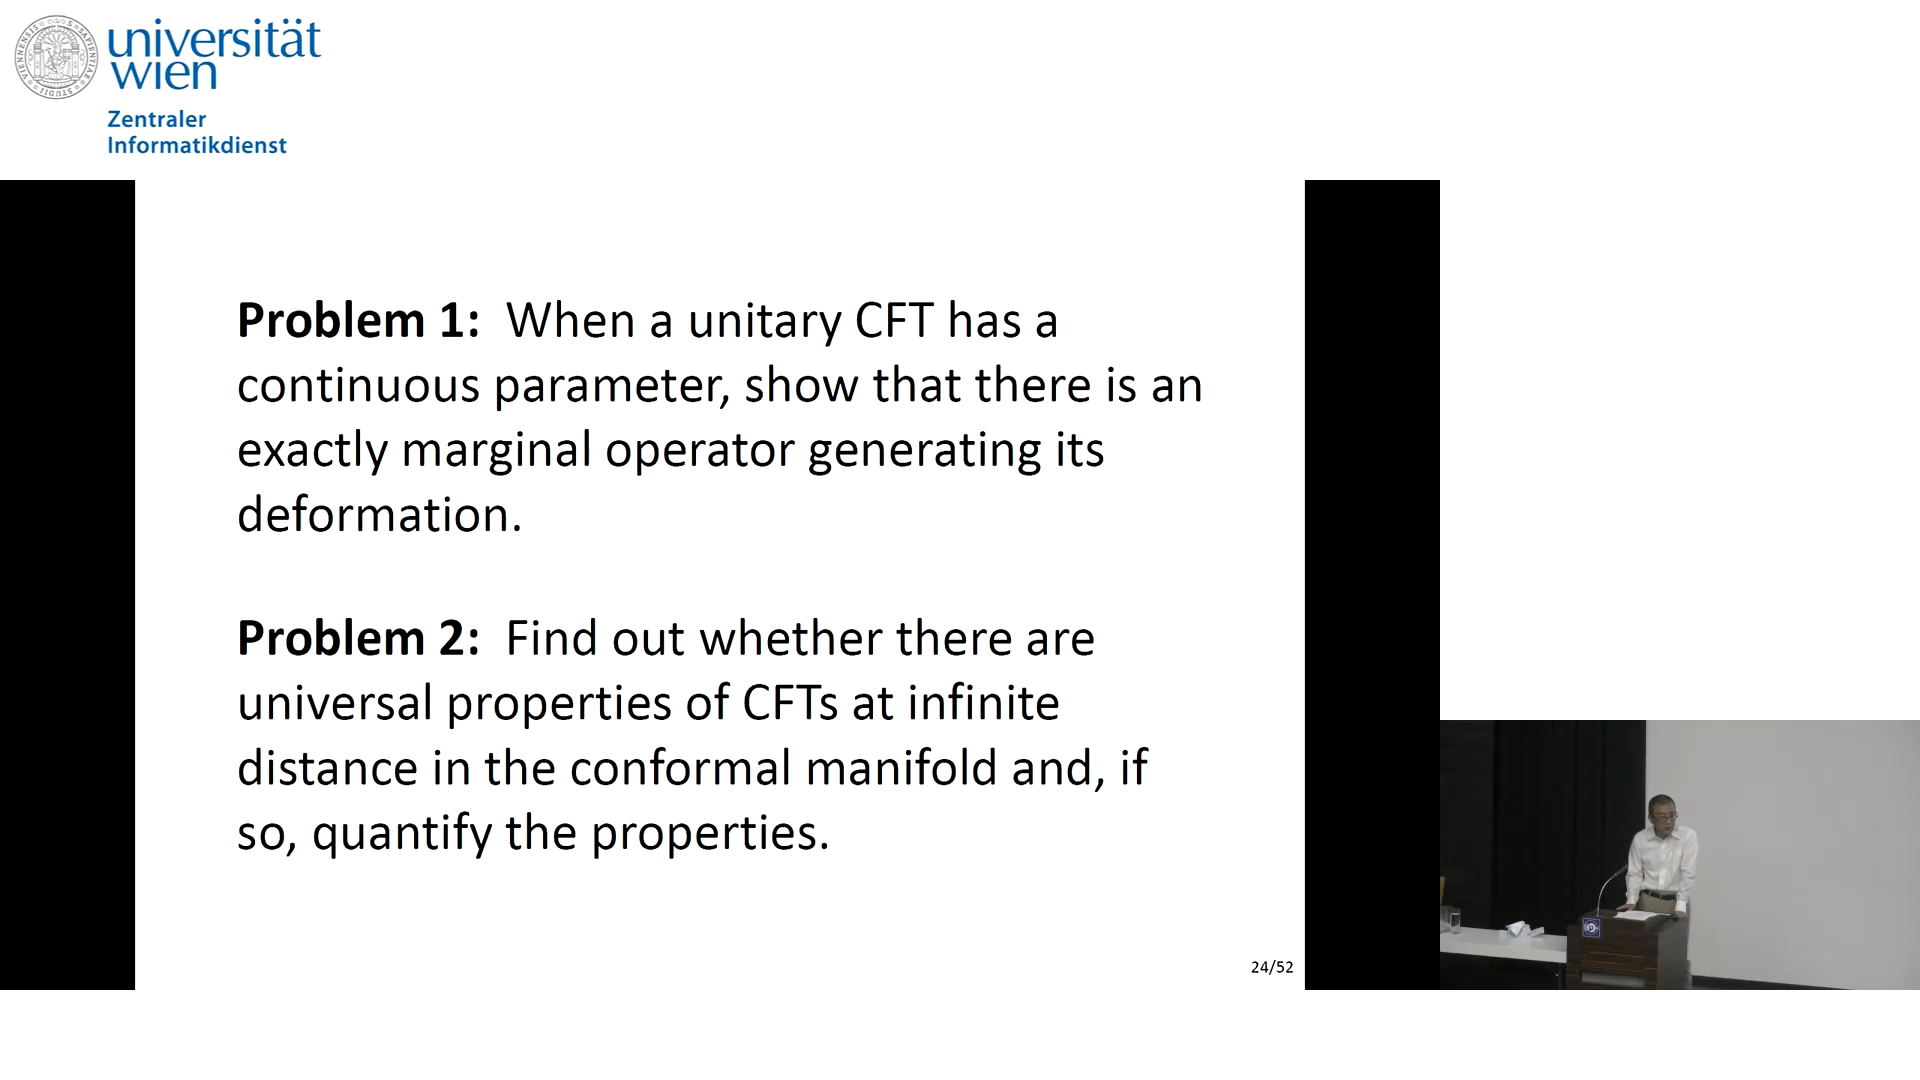 universität
wien
Zentraler
Informatikdienst
Problem 1: When a unitary CFT has a
continuous parameter, show that there is an
exactly marginal operator generating its
deformation.
Problem 2: Find out whether there are
universal properties of CFTs at infinite
distance in the conformal manifold and, if
so, quantify the properties.
24/52